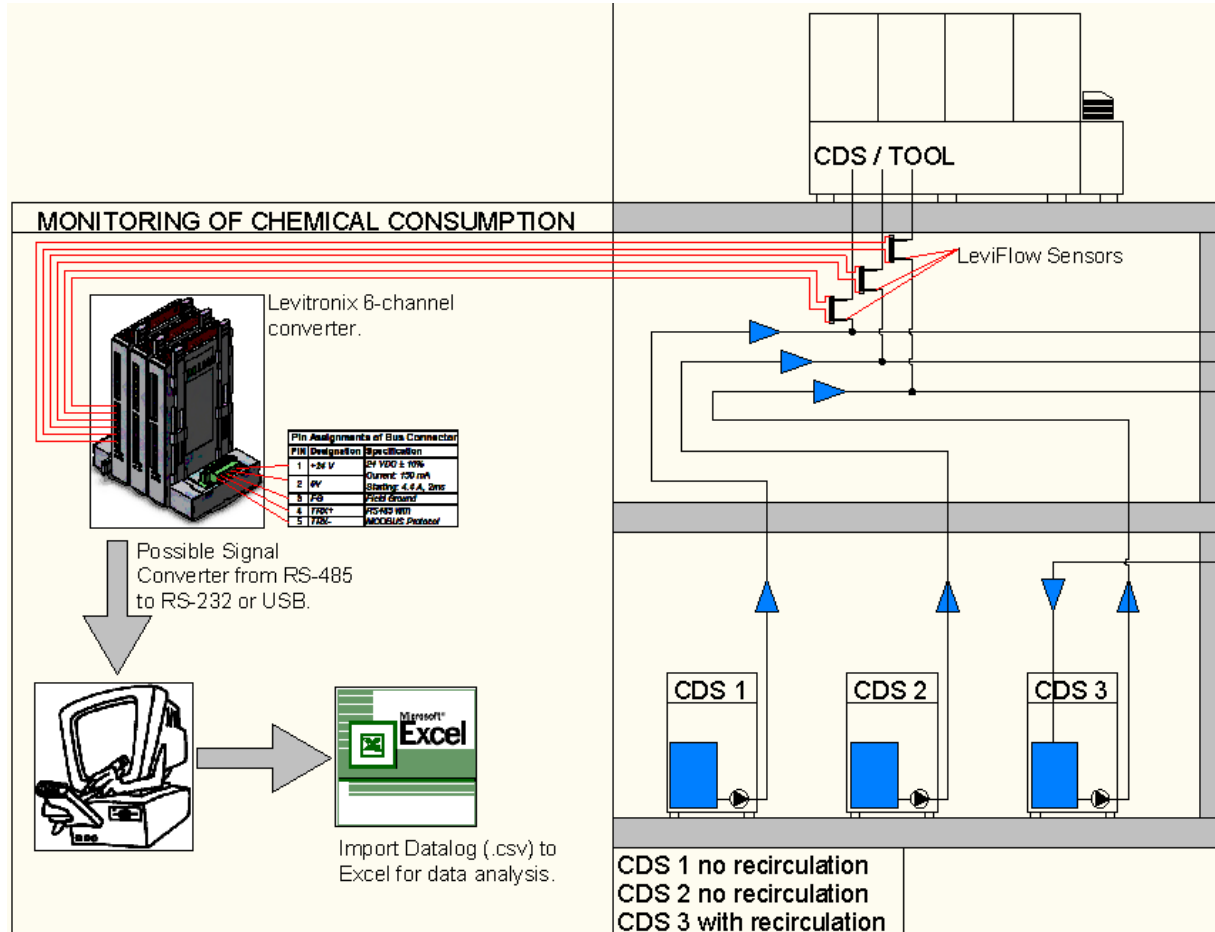 CDS / TOOL
MONITORING OF CHEMICAL CONSUMPTION
LeviFlow Sensors
Levitronix 6-channel
converter.
Pin Assignments of Bus Connector
PIN Designation Specification
1 +24 V 24 VDC ± 10%
Current: 150 mA
2 0V Starting: 4.4 A, 2ms
3 FG Field Ground
4 TRX+ RS485 with
5 TRX- MODBUS Protocol
Possible Signal
Converter from RS-485
to RS-232 or USB.
CDS 1
CDS 2
CDS 3
Microsoft
Excel
Import Datalog (.csv) to
Excel for data analysis.
CDS 1 no recirculation
CDS 2 no recirculation
CDS 3 with recirculation